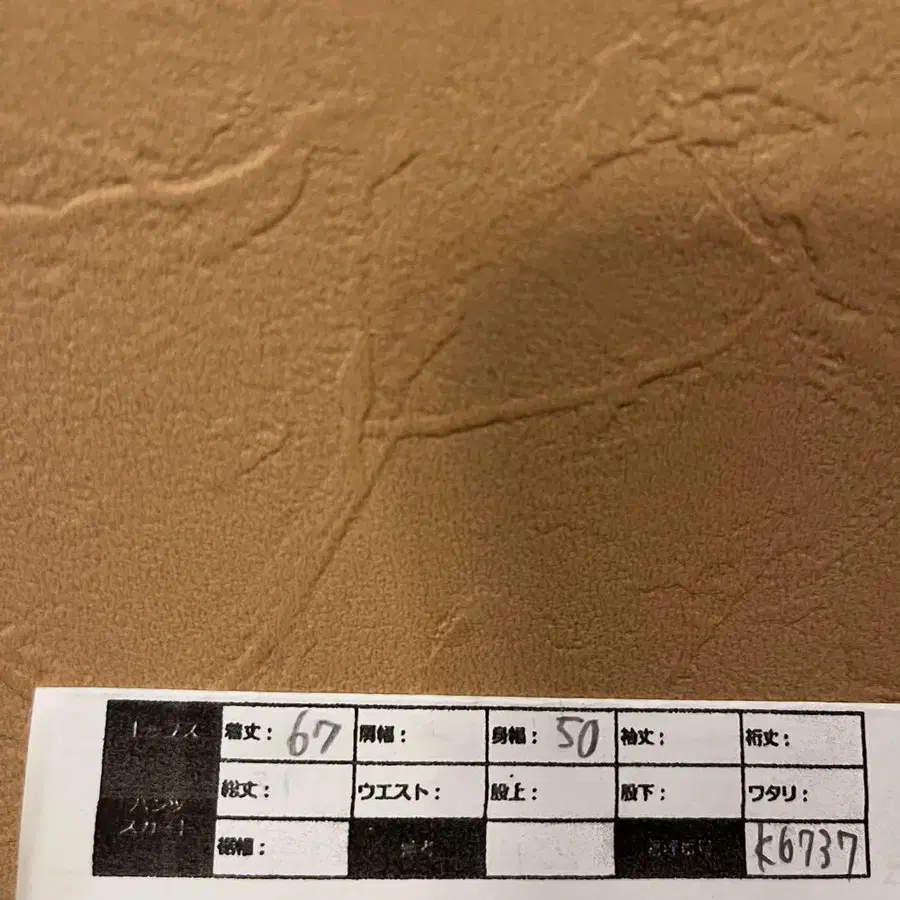 トップス 着丈: 67 肩幅: 身幅: 50 袖丈: 裄丈:
パンツ 総丈: ウエスト: 股上: 股下: ワタリ:
スカート 裾幅: 備考 K6737